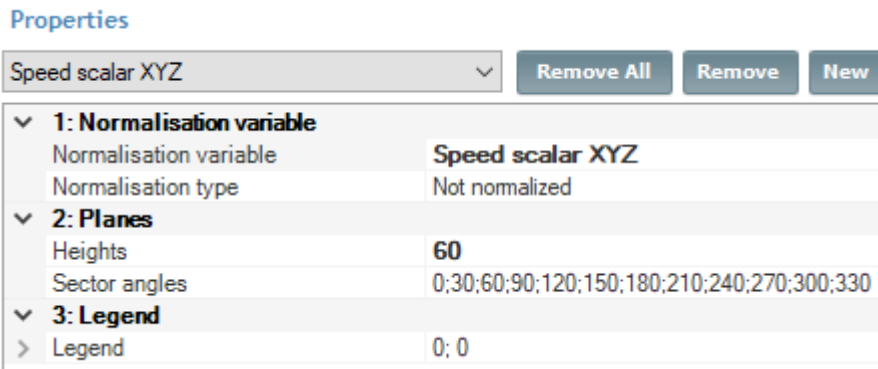 Properties
Speed scalar XYZ Remove All Remove New
1: Normalisation variable
Normalisation variable Speed scalar XYZ
Normalisation type Not normalized
2: Planes
Heights 60
Sector angles 0;30;60;90;120;150;180;210;240;270;300;330
3: Legend
Legend 0; 0